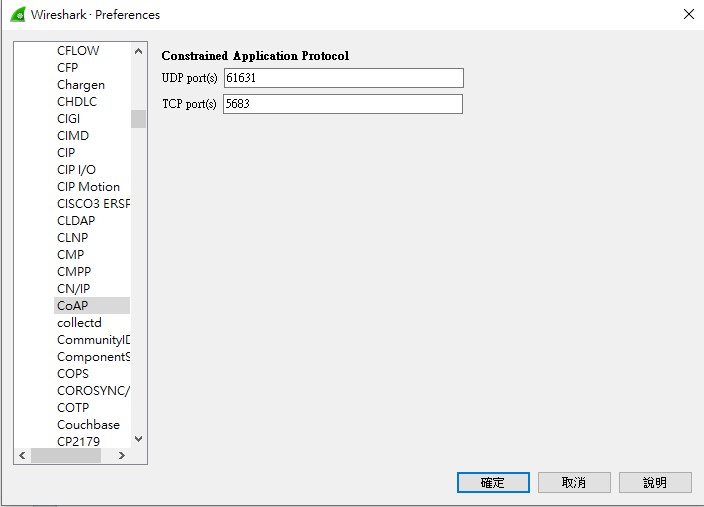 Wireshark · Preferences
CFLOW
CFP
Chargen
CHDLC
CIGI
CIMD
CIP
CIP I/O
CIP Motion
CISCO3 ERSP
CLDAP
CLNP
CMP
CMPP
CN/IP
CoAP
collectd
CommunityID
ComponentS
COPS
COROSYNC/
COTP
Couchbase
CP2179
Constrained Application Protocol
UDP port(s) 61631
TCP port(s) 5683
確定 取消 說明